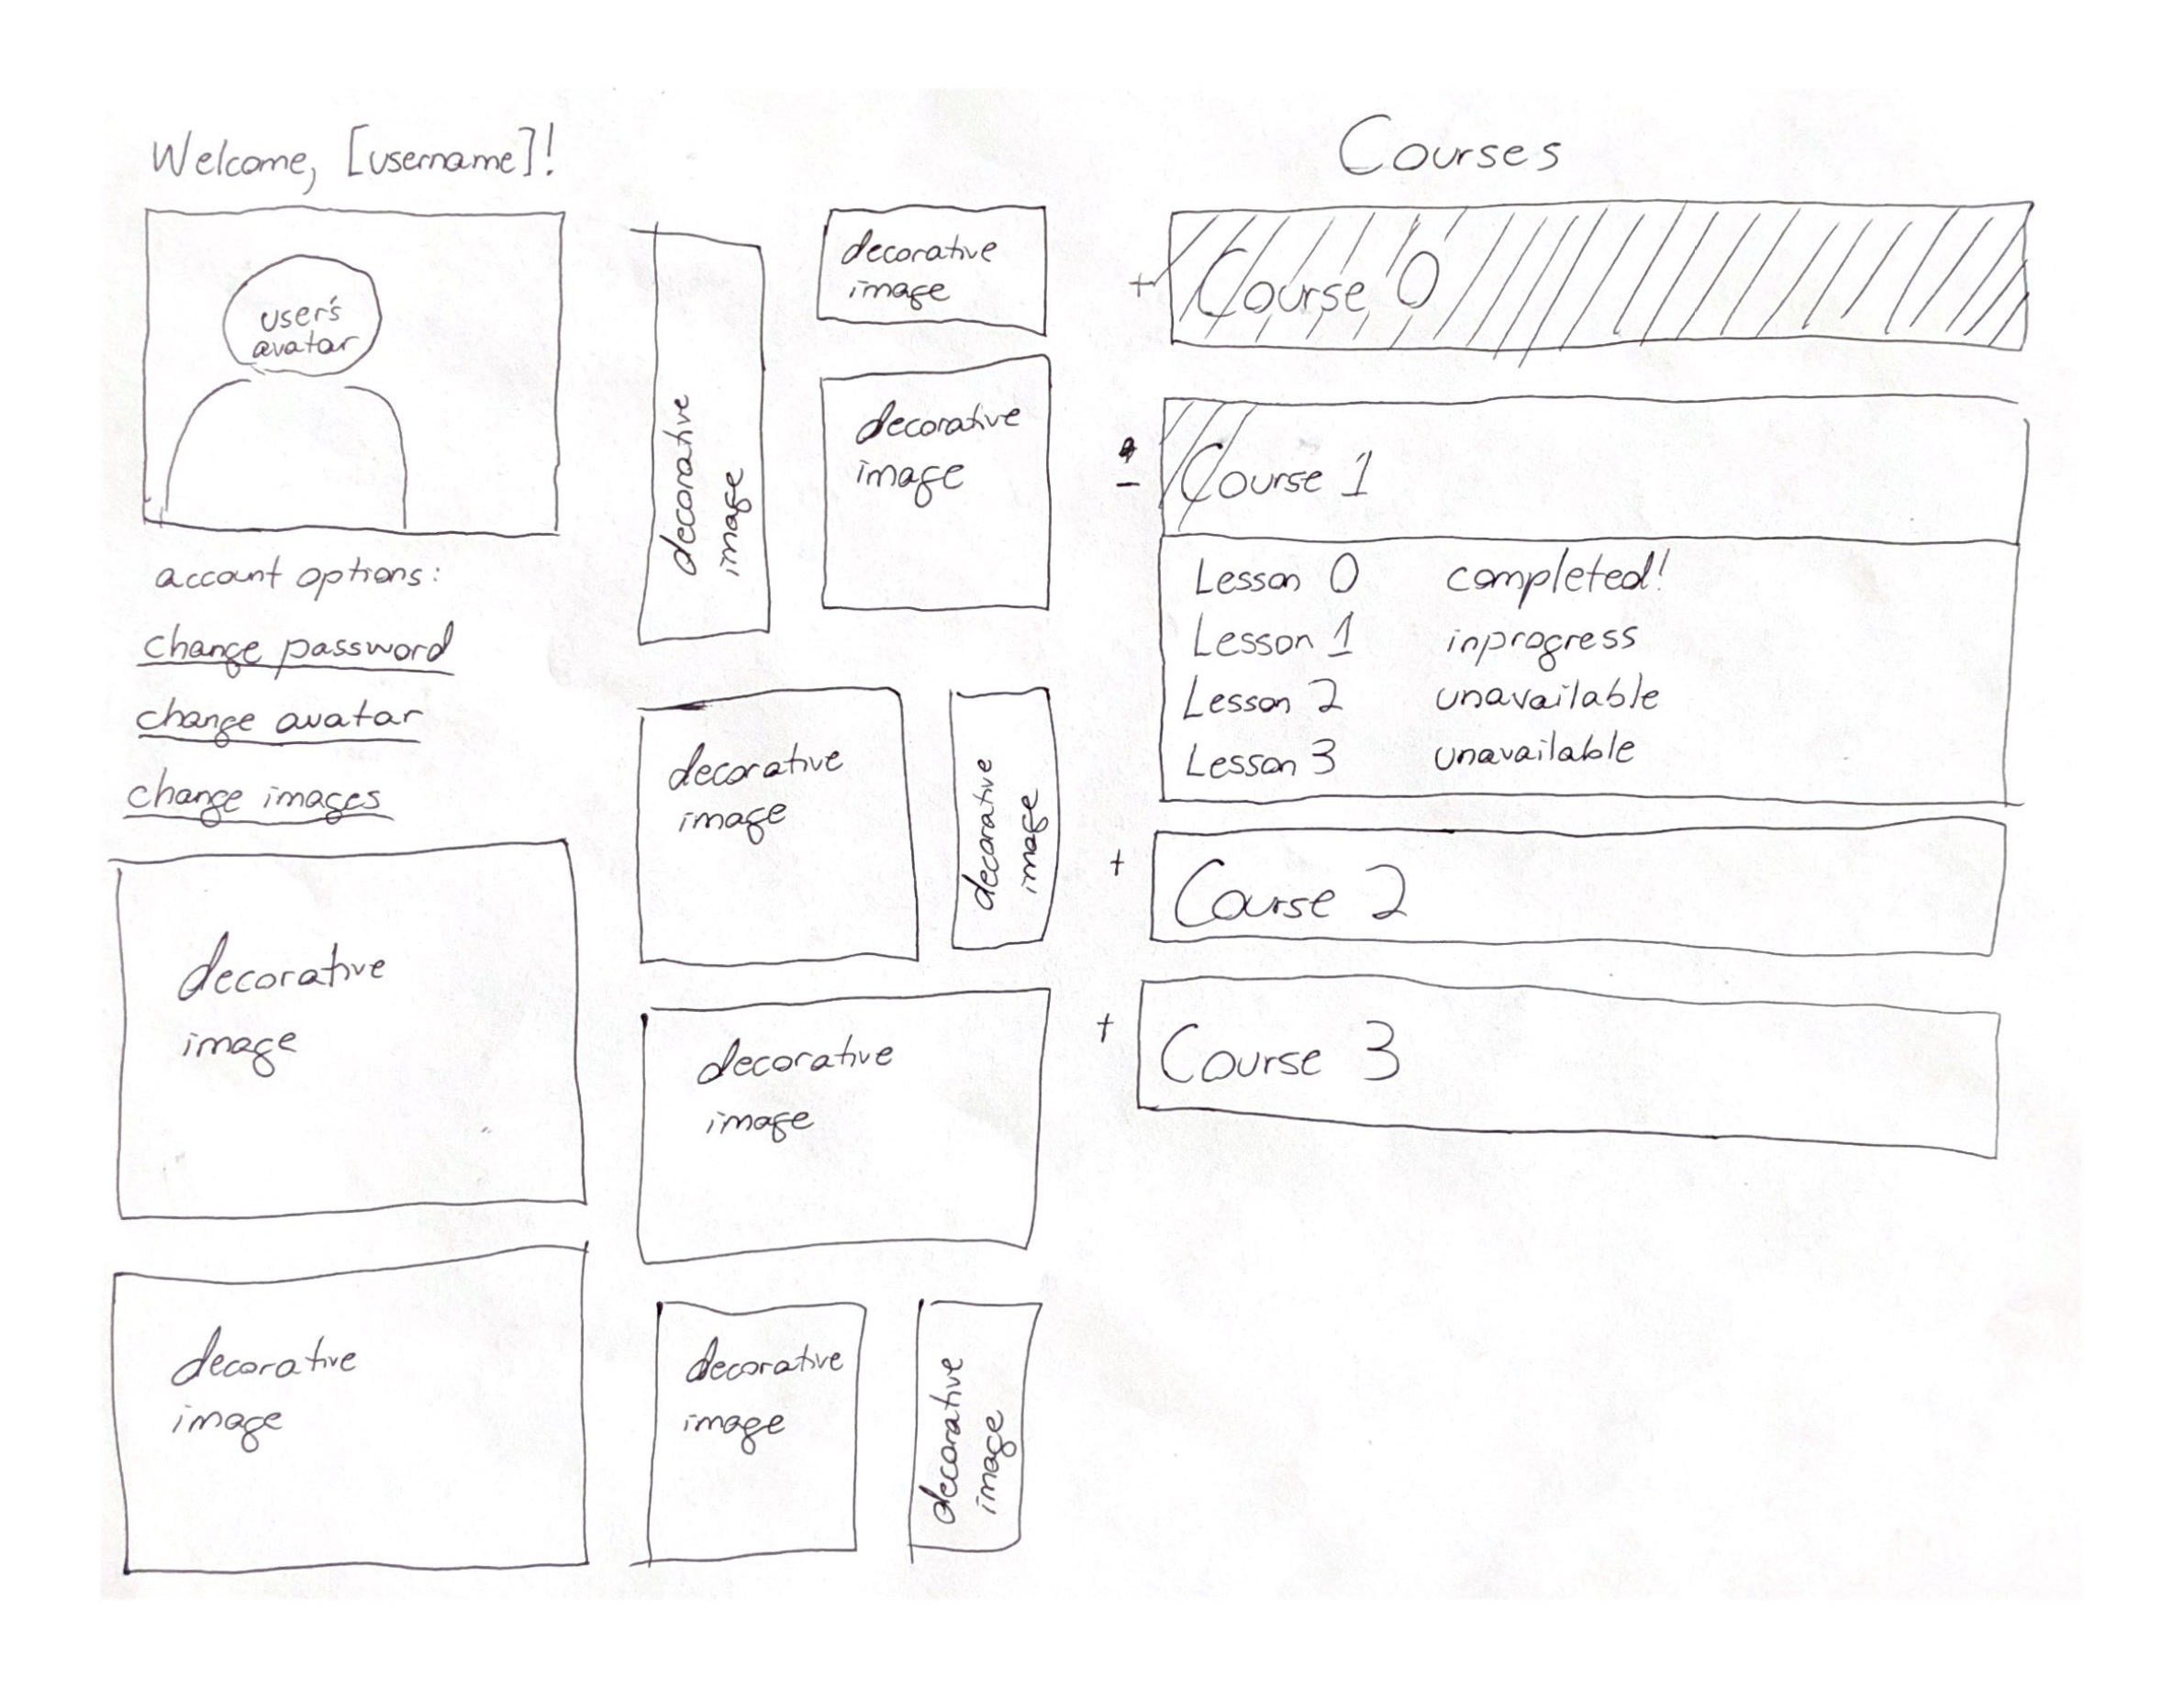 Welcome, [username]!
user's
avatar
account options:
change password
change avatar
change images
decorative
image
decorative
image
decorative
image
decorative
image
decorative
image
decorative
image
decorative
image
decorative
image
decorative
image
decorative
image
Courses
+ Course 0
- Course 1
Lesson 0 completed!
Lesson 1 inprogress
Lesson 2 unavailable
Lesson 3 unavailable
+ Course 2
+ Course 3